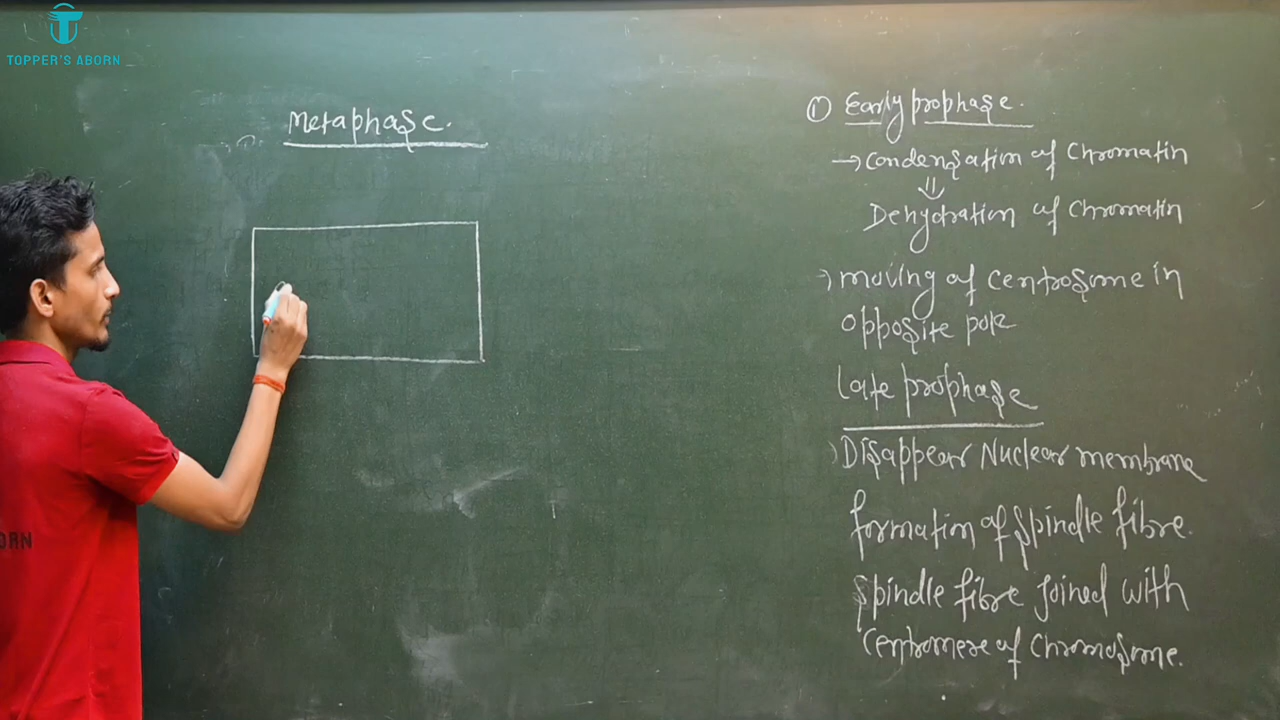 TOPPER'S ABORN
Metaphase.
① Early prophase.
→ Condensation of Chromatin
⇓
Dehydration of Chromatin
→ moving of Centrosome in
opposite pole
Late prophase
) Disappear Nuclear membrane
formation of spindle fibre.
spindle fibre joined with
Centromere of Chromosome.
ORN